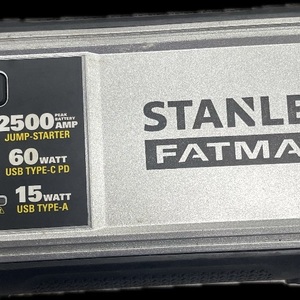 2500 PEAK BATTERY AMP
JUMP-STARTER
60 WATT
USB TYPE-C PD
15 WATT
USB TYPE-A
STANLE
FATMA